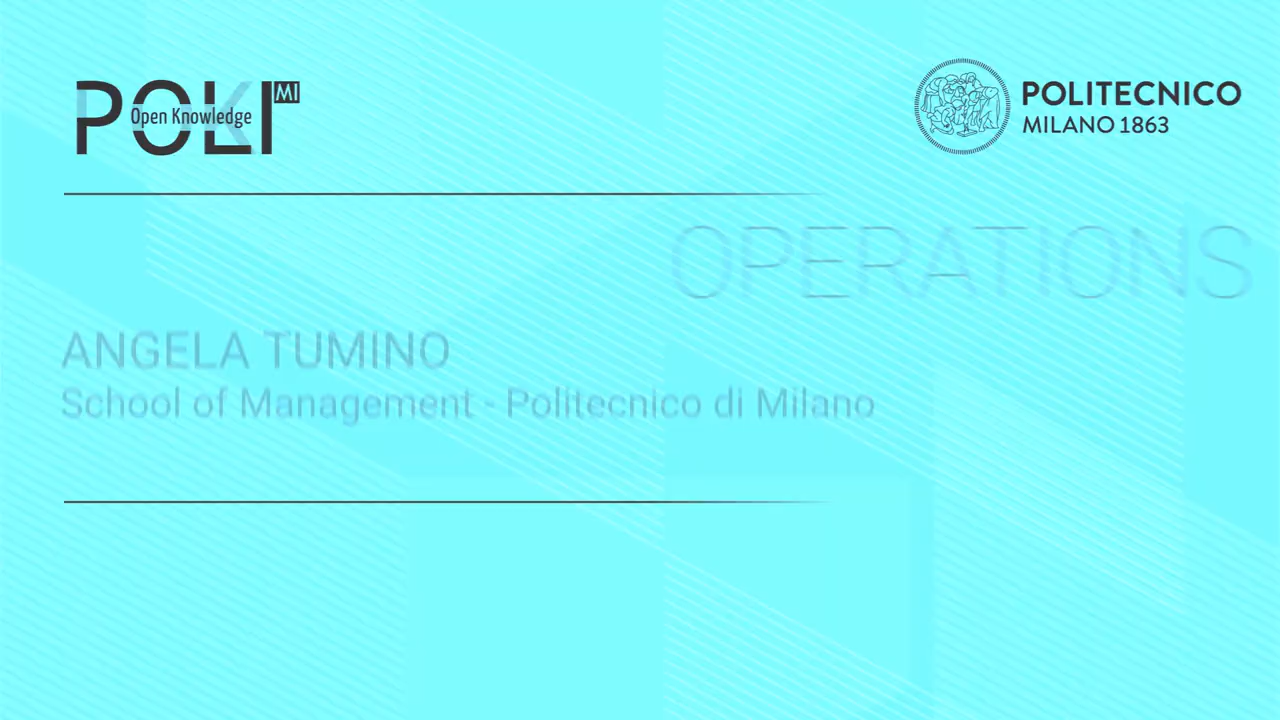 POLI MI
Open Knowledge
POLITECNICO
MILANO 1863
OPERATIONS
ANGELA TUMINO
School of Management - Politecnico di Milano